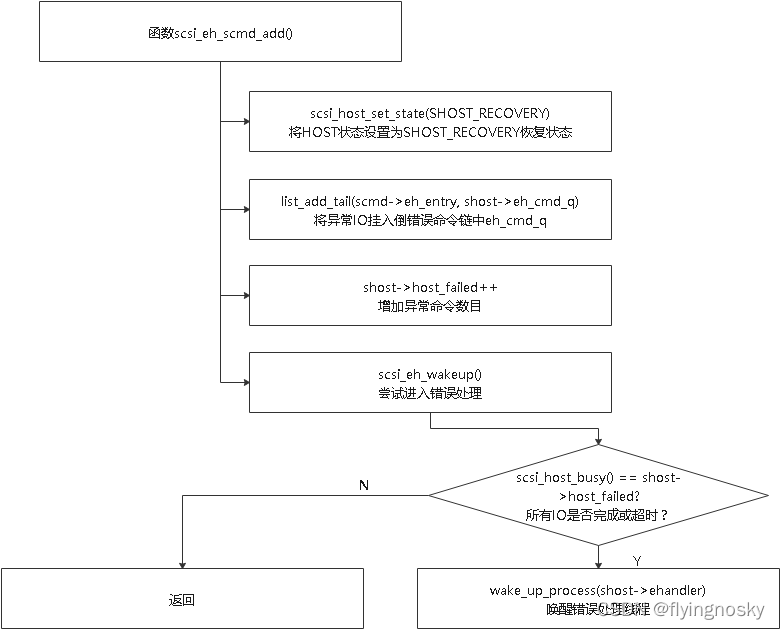 函数scsi_eh_scmd_add()
scsi_host_set_state(SHOST_RECOVERY)
将HOST状态设置为SHOST_RECOVERY恢复状态
list_add_tail(scmd->eh_entry, shost->eh_cmd_q)
将异常IO挂入倒错误命令链中eh_cmd_q
shost->host_failed++
增加异常命令数目
scsi_eh_wakeup()
尝试进入错误处理
scsi_host_busy() == shost-
>host_failed?
所有IO是否完成或超时？
N
Y
返回
wake_up_process(shost->ehandler)
唤醒错误处理线程
@flyingnosky